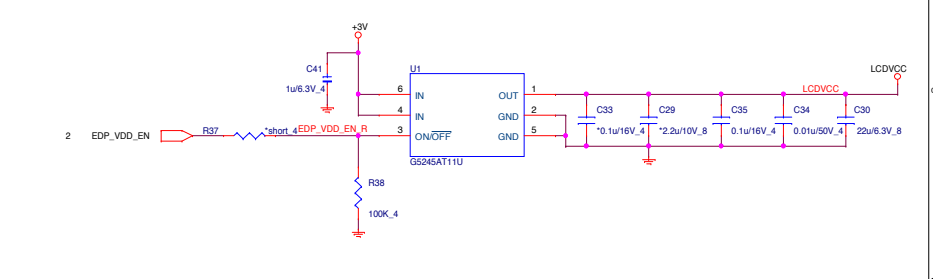 +3V
LCDVCC
C41
1u/6.3V_4
U1
6 IN OUT 1 LCDVCC
4 IN GND 2
3 ON/OFF GND 5
G5245AT11U
C33
*0.1u/16V_4
C29
*2.2u/10V_8
C35
0.1u/16V_4
C34
0.01u/50V_4
C30
22u/6.3V_8
2 EDP_VDD_EN R37 *short_4 EDP_VDD_EN_R
R38
100K_4